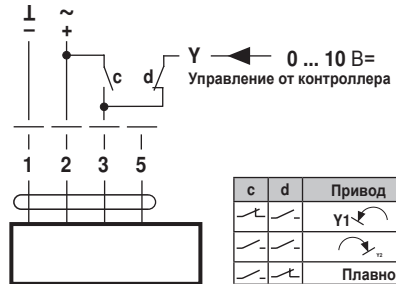 ⊥ ~
− +
c d Y 0 ... 10 В=
Управление от контроллера
1 2 3 5
c d Привод
Y1
Y2
Плавно